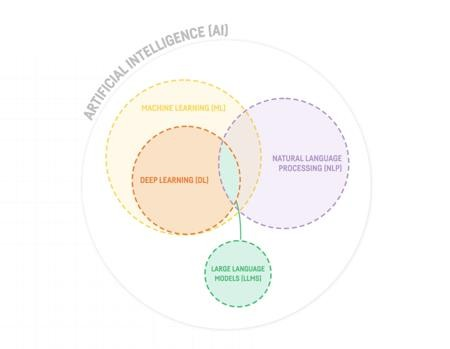 ARTIFICIAL INTELLIGENCE (AI)
MACHINE LEARNING (ML)
NATURAL LANGUAGE
PROCESSING (NLP)
DEEP LEARNING (DL)
LARGE LANGUAGE
MODELS (LLMS)